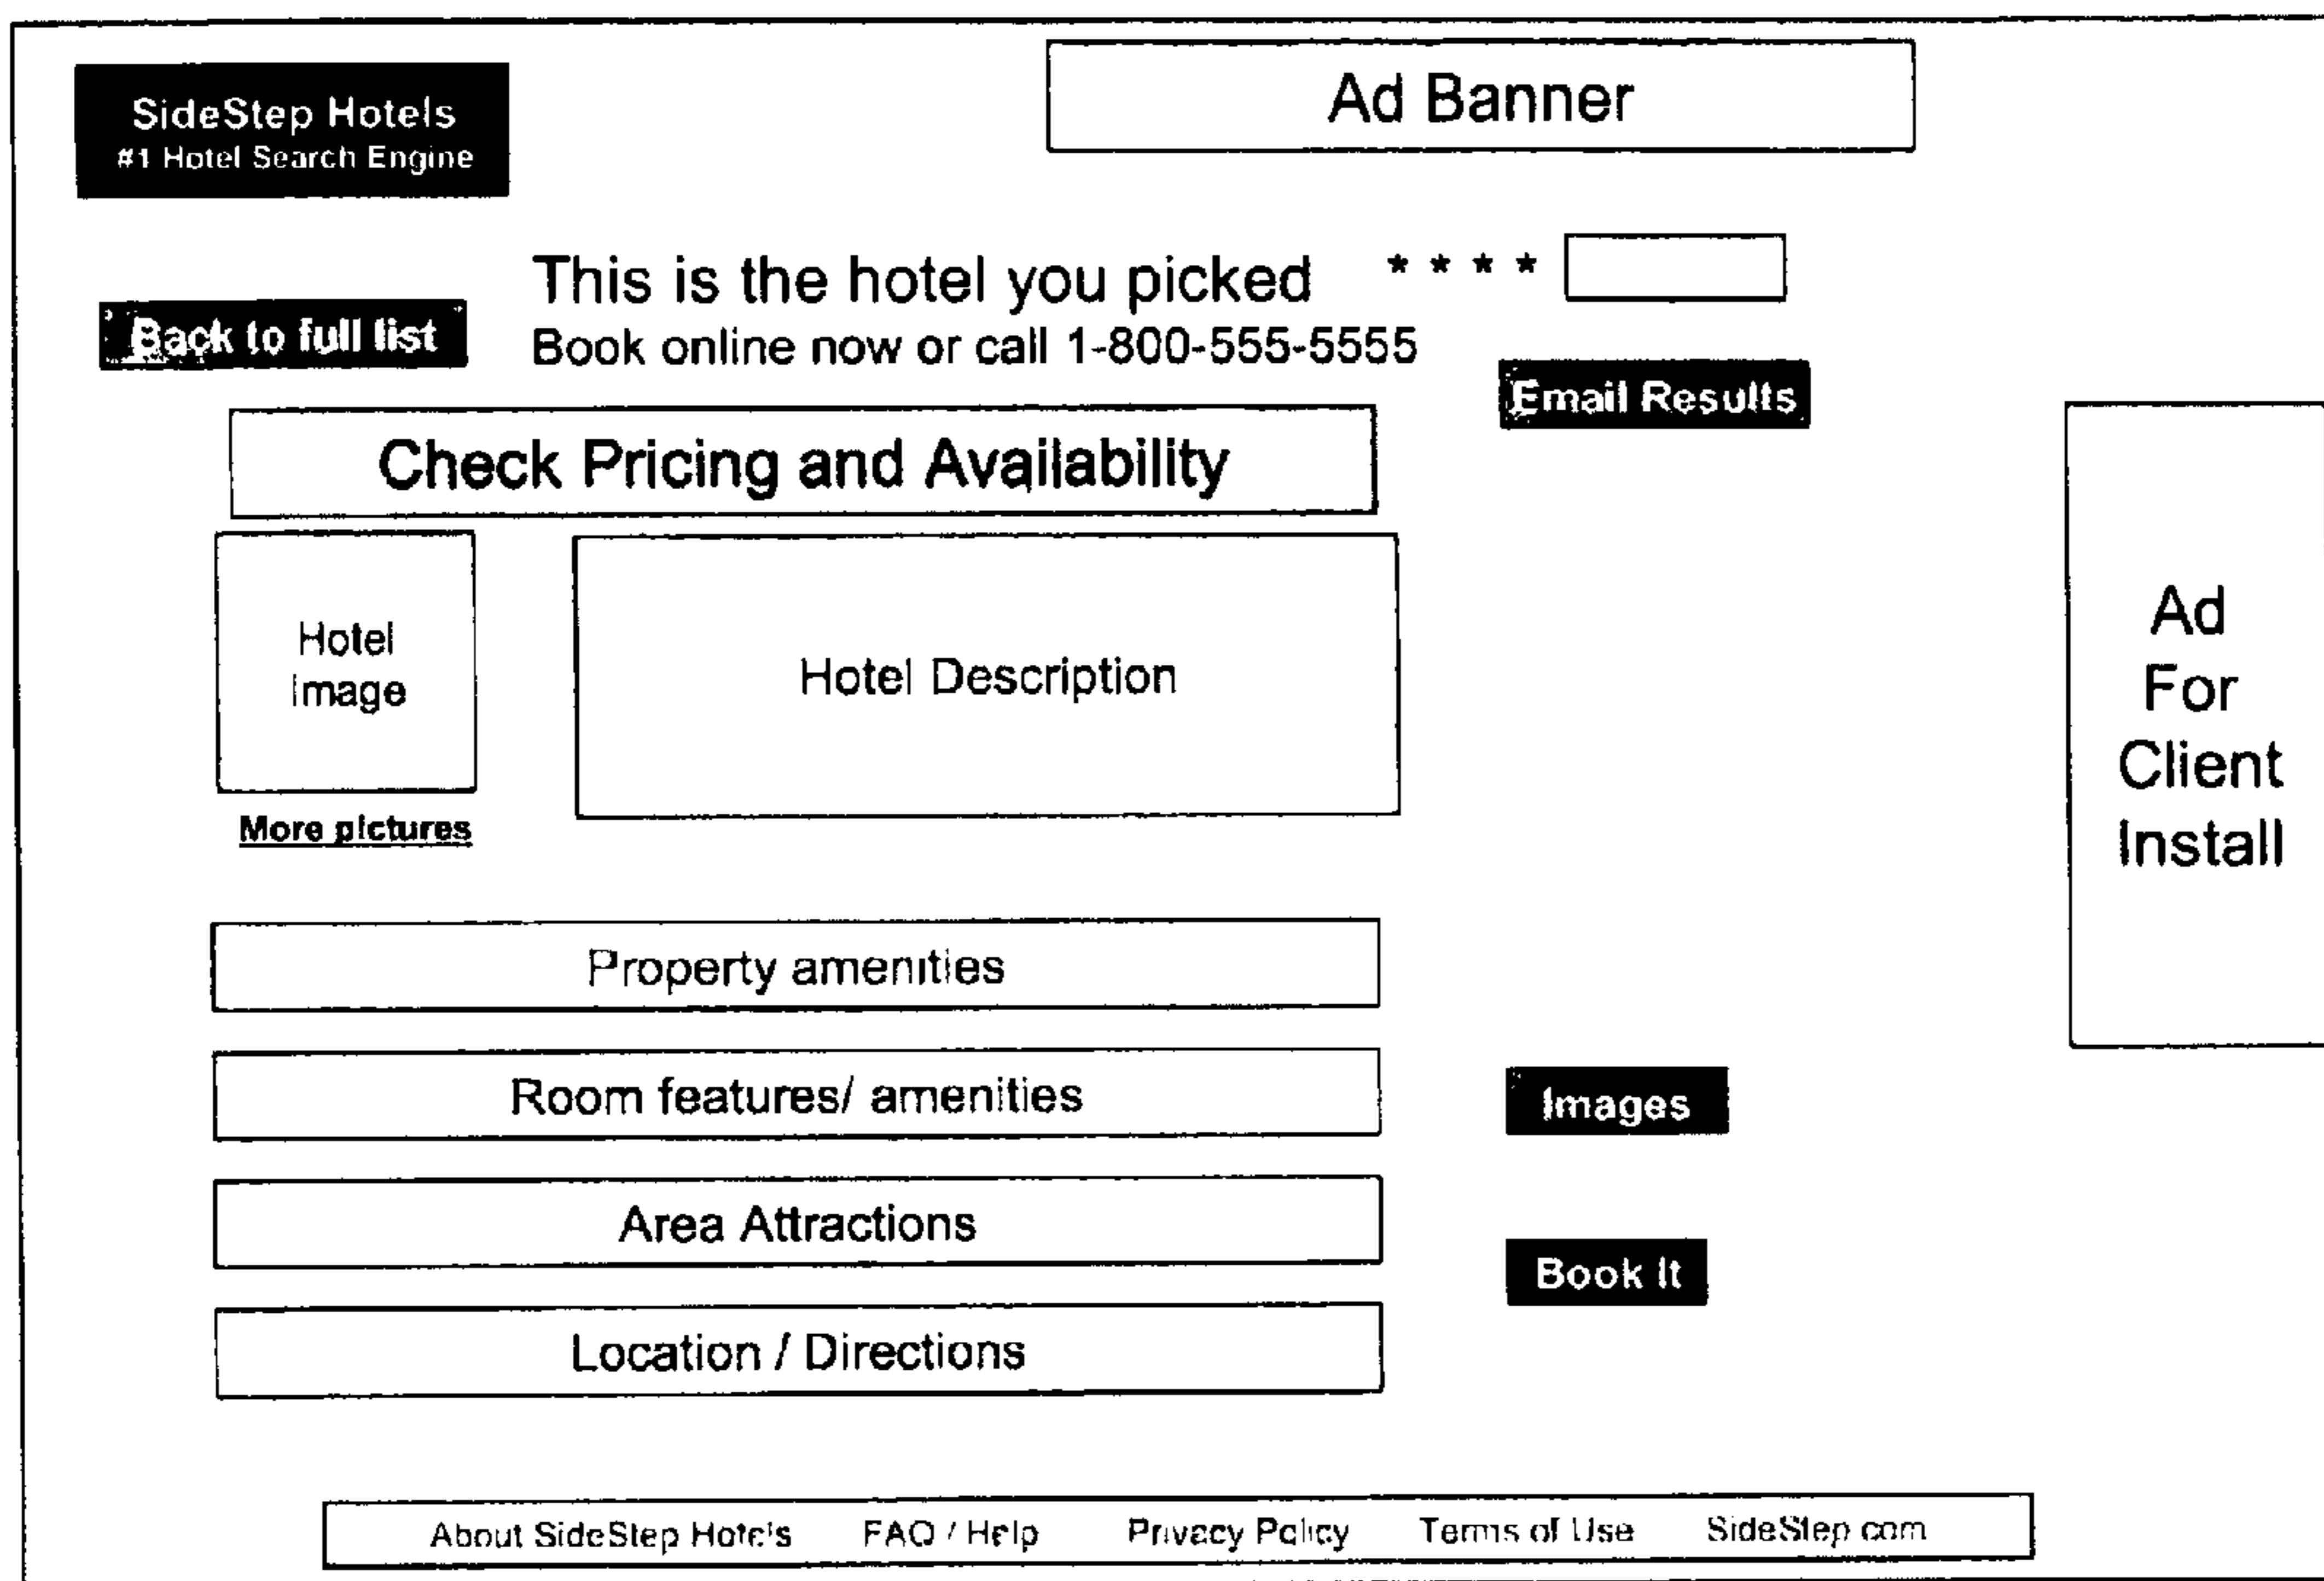 SideStep Hotels
#1 Hotel Search Engine
Ad Banner
This is the hotel you picked * * * *
Back to full list
Book online now or call 1-800-555-5555
Email Results
Check Pricing and Availability
Hotel
Image
Hotel Description
More pictures
Ad
For
Client
Install
Property amenities
Room features/ amenities
Images
Area Attractions
Book It
Location / Directions
About SideStep Hotels FAQ / Help Privacy Policy Terms of Use SideStep com